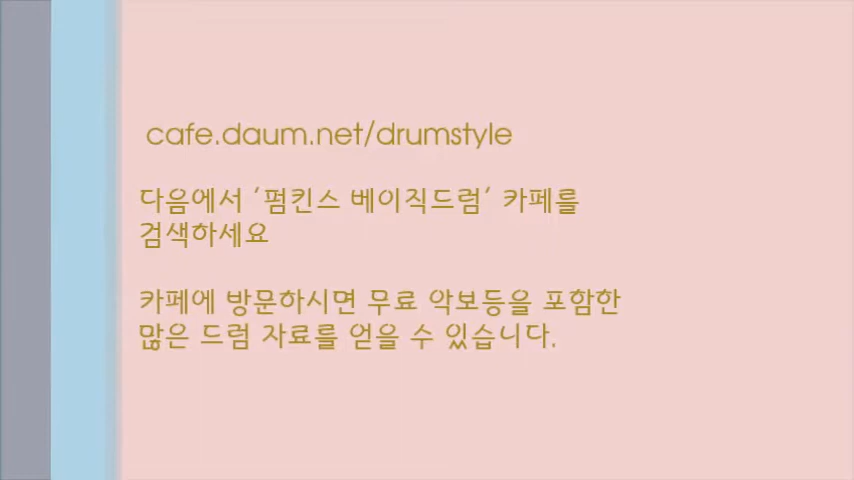 cafe.daum.net/drumstyle
다음에서 '펌킨스 베이직드럼' 카페를
검색하세요
카페에 방문하시면 무료 악보등을 포함한
많은 드럼 자료를 얻을 수 있습니다.